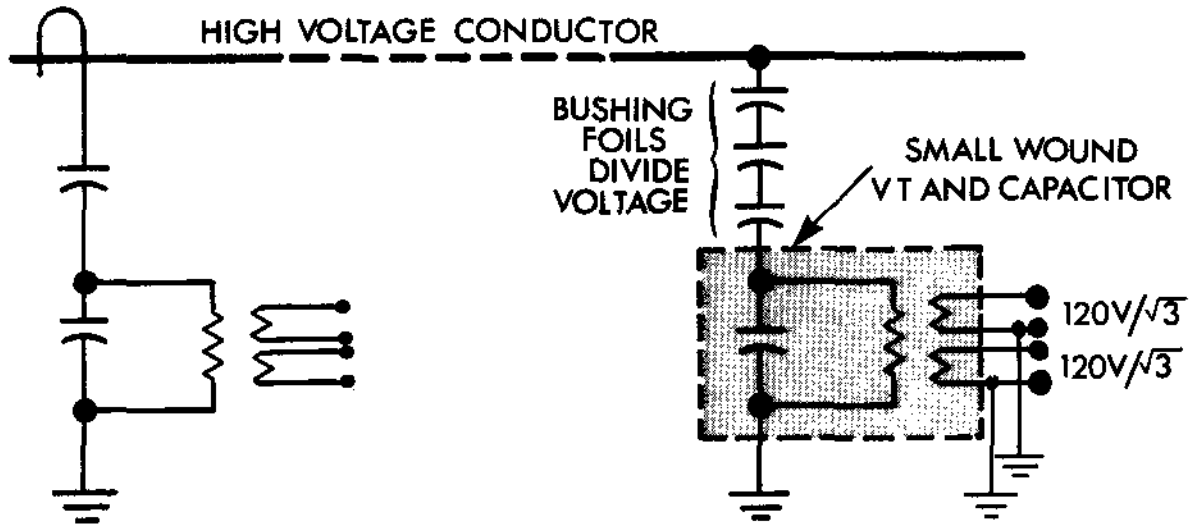 HIGH VOLTAGE CONDUCTOR
BUSHING
FOILS
DIVIDE
VOLTAGE
SMALL WOUND
VT AND CAPACITOR
120V/√3
120V/√3